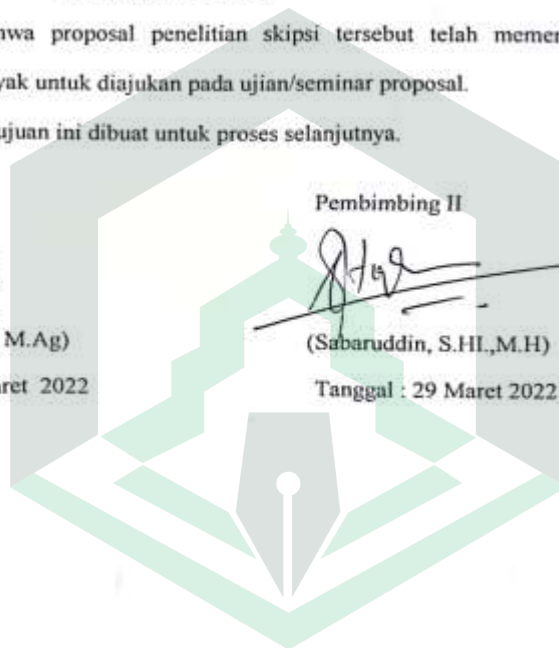 hwa proposal penelitian skipsi tersebut telah memen
yak untuk diajukan pada ujian/seminar proposal.
ujuan ini dibuat untuk proses selanjutnya.
Pembimbing II
M.Ag)
(Sabaruddin, S.HI.,M.H)
ret 2022
Tanggal : 29 Maret 2022